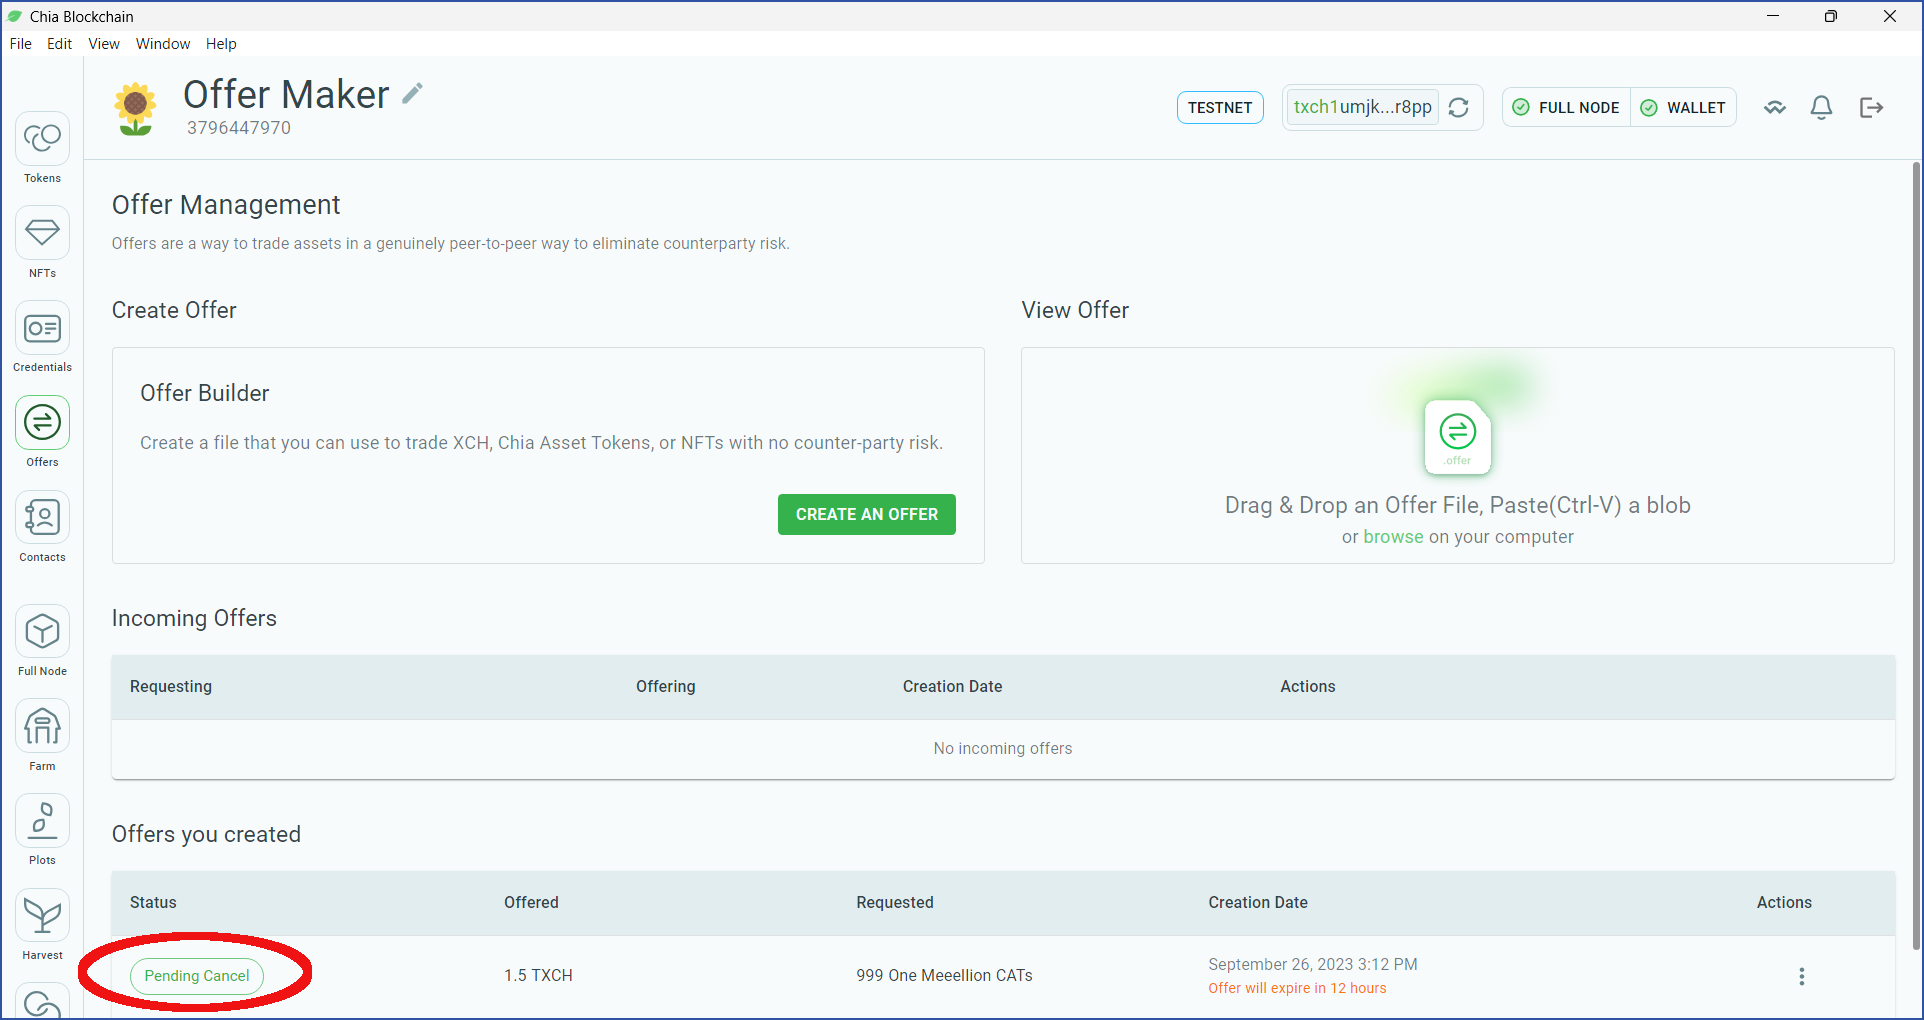 Chia Blockchain
File Edit View Window Help
Offer Maker
3796447970
TESTNET
txch1umjk...r8pp
FULL NODE
WALLET
Tokens
NFTs
Credentials
Offers
Contacts
Full Node
Farm
Plots
Harvest
Offer Management
Offers are a way to trade assets in a genuinely peer-to-peer way to eliminate counterparty risk.
Create Offer
Offer Builder
Create a file that you can use to trade XCH, Chia Asset Tokens, or NFTs with no counter-party risk.
CREATE AN OFFER
View Offer
.offer
Drag & Drop an Offer File, Paste(Ctrl-V) a blob
or browse on your computer
Incoming Offers
Requesting Offering Creation Date Actions
No incoming offers
Offers you created
Status Offered Requested Creation Date Actions
Pending Cancel 1.5 TXCH 999 One Meeellion CATs September 26, 2023 3:12 PM
Offer will expire in 12 hours